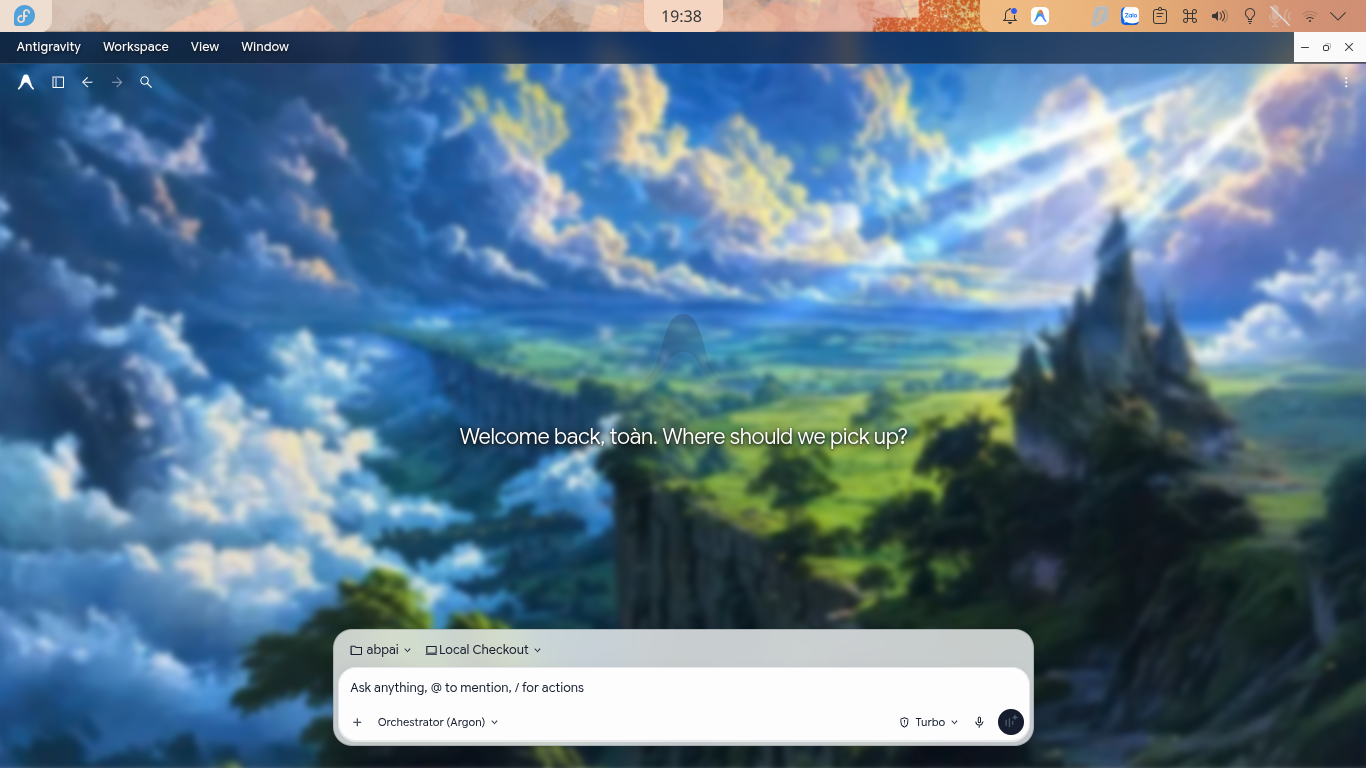 19:38
Zalo
Antigravity Workspace View Window
Welcome back, toàn. Where should we pick up?
abpai Local Checkout
Ask anything, @ to mention, / for actions
Orchestrator (Argon) Turbo